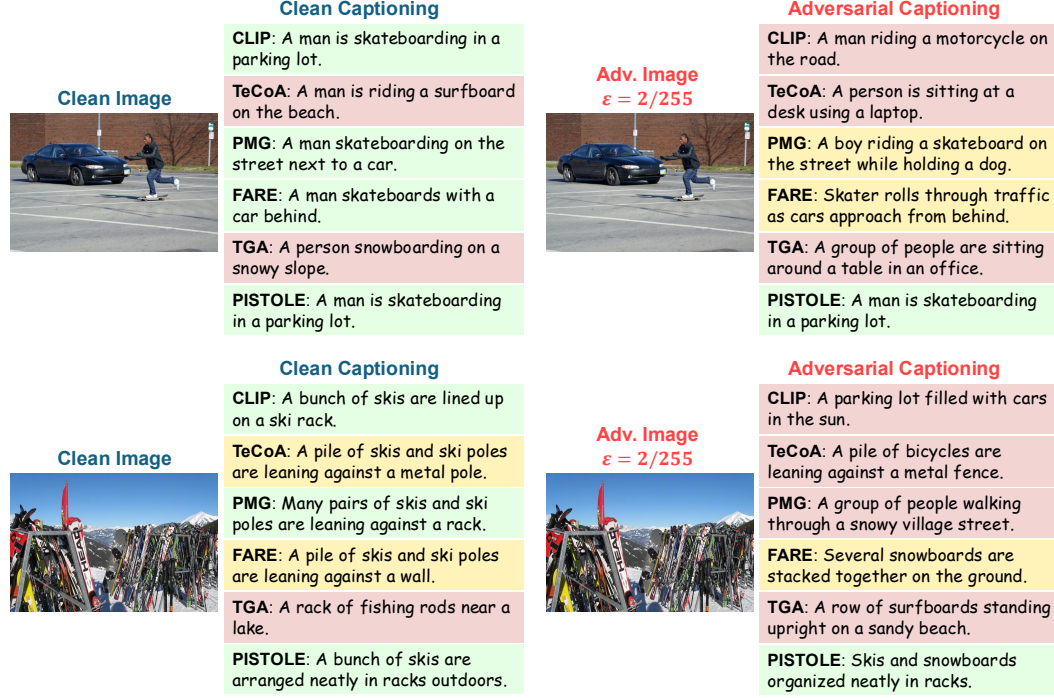 Clean Captioning
Clean Image
CLIP: A man is skateboarding in a
parking lot.
TeCoA: A man is riding a surfboard
on the beach.
PMG: A man skateboarding on the
street next to a car.
FARE: A man skateboards with a
car behind.
TGA: A person snowboarding on a
snowy slope.
PISTOLE: A man is skateboarding
in a parking lot.
Adversarial Captioning
Adv. Image
ε = 2/255
CLIP: A man riding a motorcycle on
the road.
TeCoA: A person is sitting at a
desk using a laptop.
PMG: A boy riding a skateboard on
the street while holding a dog.
FARE: Skater rolls through traffic
as cars approach from behind.
TGA: A group of people are sitting
around a table in an office.
PISTOLE: A man is skateboarding
in a parking lot.
Clean Captioning
Clean Image
CLIP: A bunch of skis are lined up
on a ski rack.
TeCoA: A pile of skis and ski poles
are leaning against a metal pole.
PMG: Many pairs of skis and ski
poles are leaning against a rack.
FARE: A pile of skis and ski poles
are leaning against a wall.
TGA: A rack of fishing rods near a
lake.
PISTOLE: A bunch of skis are
arranged neatly in racks outdoors.
Adversarial Captioning
Adv. Image
ε = 2/255
CLIP: A parking lot filled with cars
in the sun.
TeCoA: A pile of bicycles are
leaning against a metal fence.
PMG: A group of people walking
through a snowy village street.
FARE: Several snowboards are
stacked together on the ground.
TGA: A row of surfboards standing
upright on a sandy beach.
PISTOLE: Skis and snowboards
organized neatly in racks.